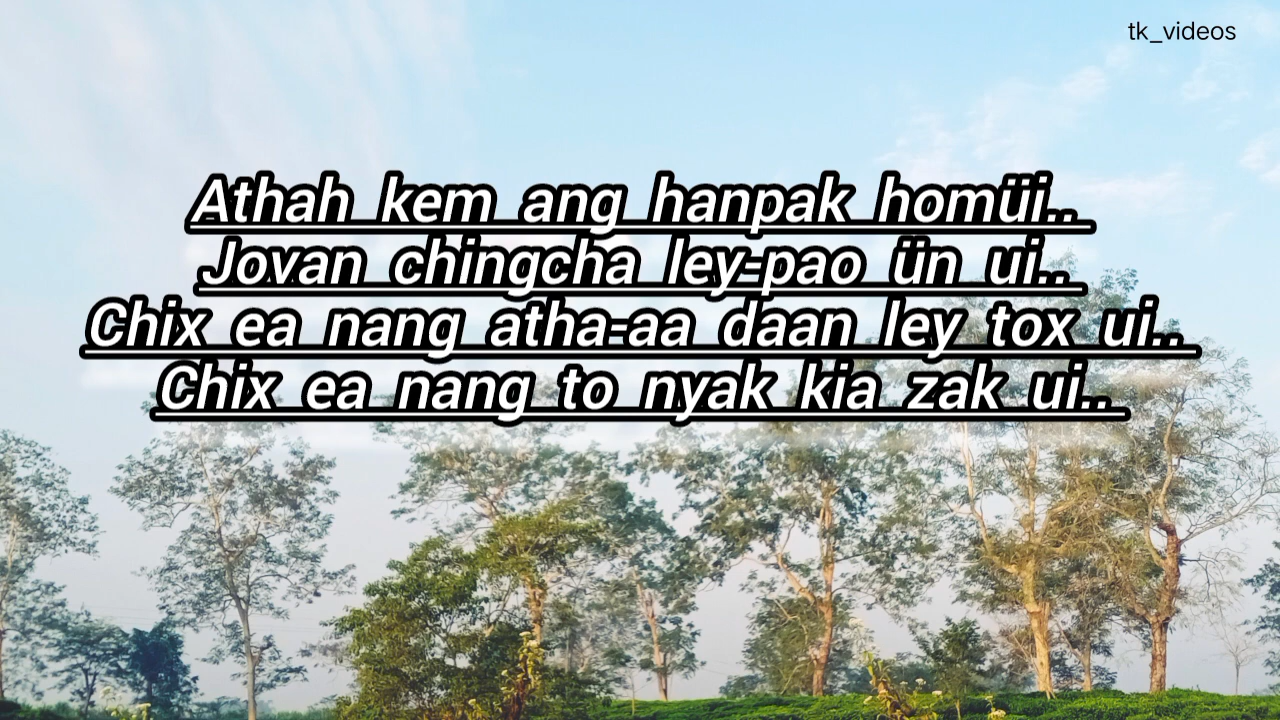 tk_videos
Athah kem ang hanpak homüi..
Jovan chingcha ley-pao ün ui..
Chix ea nang atha-aa daan ley tox ui..
Chix ea nang to nyak kia zak ui..